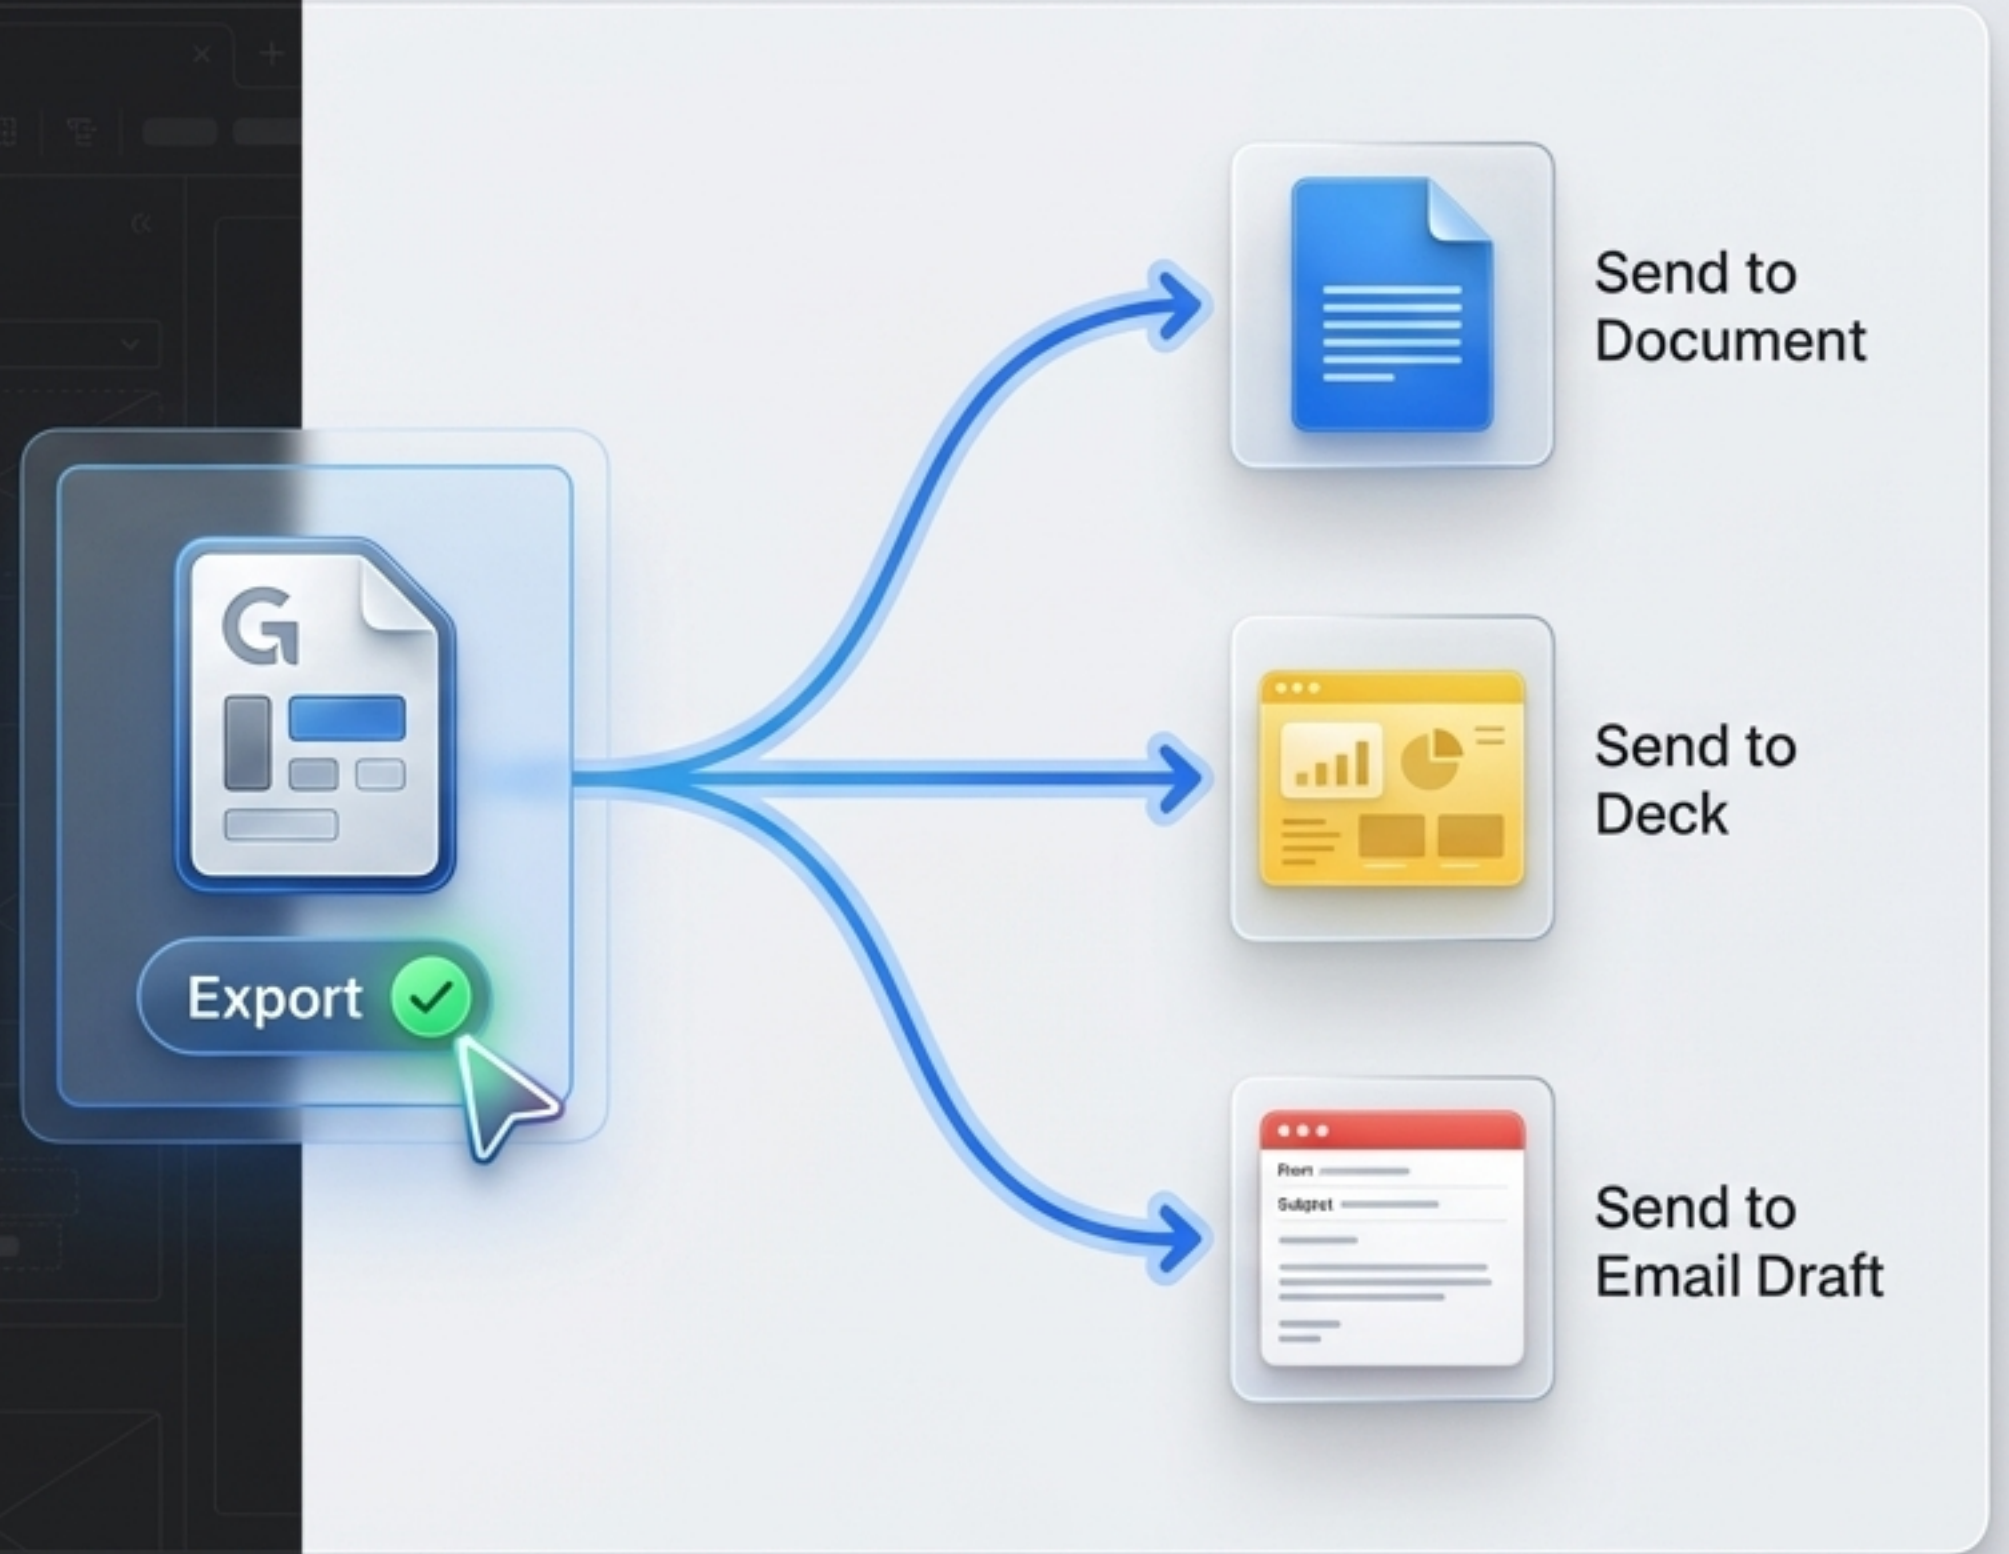 G
Export
Send to
Document
Send to
Deck
Send to
Email Draft